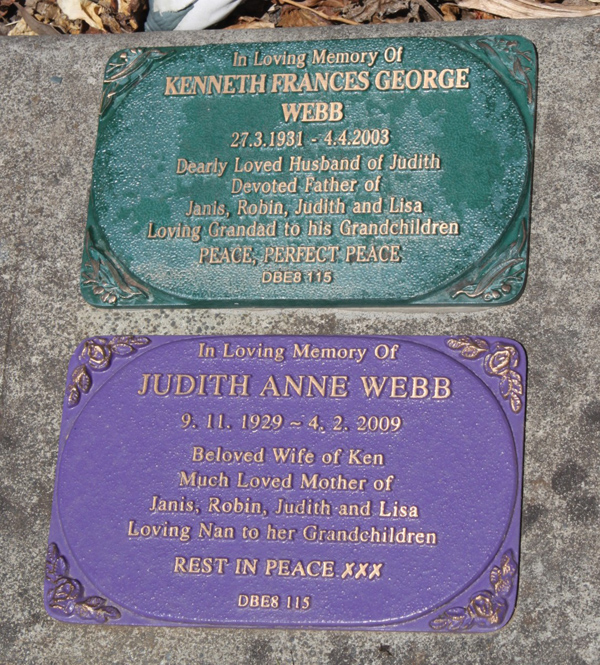 In Loving Memory Of
KENNETH FRANCES GEORGE
WEBB
27.3.1931 - 4.4.2003
Dearly Loved Husband of Judith
Devoted Father of
Janis, Robin, Judith and Lisa
Loving Grandad to his Grandchildren
PEACE, PERFECT PEACE
DBE8 115
In Loving Memory Of
JUDITH ANNE WEBB
9. 11. 1929 ~ 4. 2. 2009
Beloved Wife of Ken
Much Loved Mother of
Janis, Robin, Judith and Lisa
Loving Nan to her Grandchildren
REST IN PEACE XXX
DBE8 115